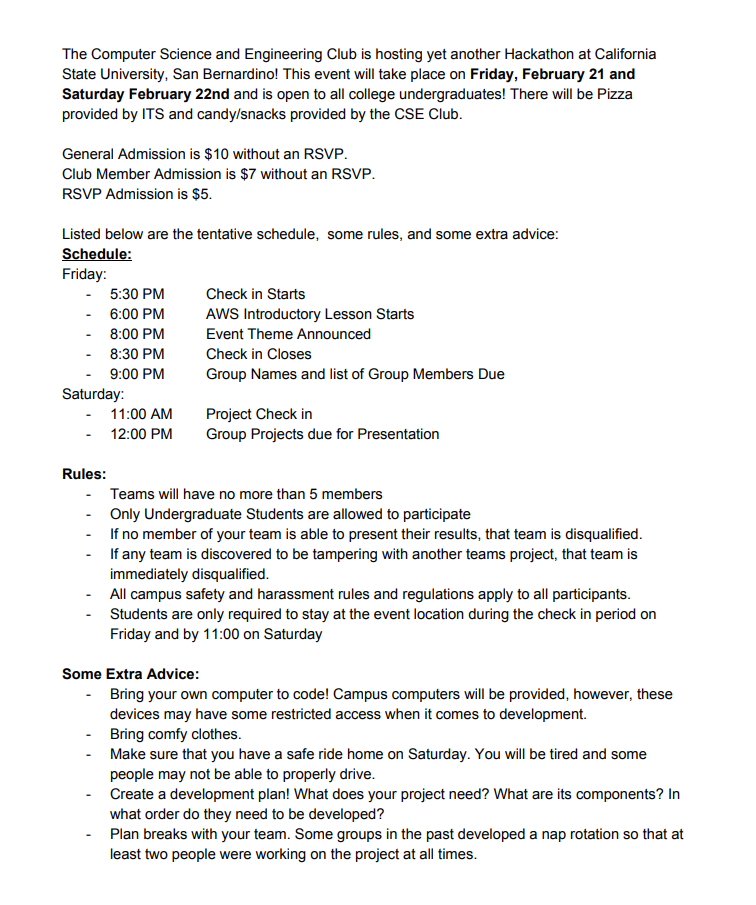 The Computer Science and Engineering Club is hosting yet another Hackathon at California
State University, San Bernardino! This event will take place on Friday, February 21 and
Saturday February 22nd and is open to all college undergraduates! There will be Pizza
provided by ITS and candy/snacks provided by the CSE Club.

General Admission is $10 without an RSVP.
Club Member Admission is $7 without an RSVP.
RSVP Admission is $5.

Listed below are the tentative schedule,  some rules, and some extra advice:
Schedule:
Friday:
- 5:30 PM Check in Starts
- 6:00 PM AWS Introductory Lesson Starts
- 8:00 PM Event Theme Announced
- 8:30 PM Check in Closes
- 9:00 PM Group Names and list of Group Members Due
Saturday:
- 11:00 AM Project Check in
- 12:00 PM Group Projects due for Presentation

Rules:
- Teams will have no more than 5 members
- Only Undergraduate Students are allowed to participate
- If no member of your team is able to present their results, that team is disqualified.
- If any team is discovered to be tampering with another teams project, that team is
immediately disqualified.
- All campus safety and harassment rules and regulations apply to all participants.
- Students are only required to stay at the event location during the check in period on
Friday and by 11:00 on Saturday

Some Extra Advice:
- Bring your own computer to code! Campus computers will be provided, however, these
devices may have some restricted access when it comes to development.
- Bring comfy clothes.
- Make sure that you have a safe ride home on Saturday. You will be tired and some
people may not be able to properly drive.
- Create a development plan! What does your project need? What are its components? In
what order do they need to be developed?
- Plan breaks with your team. Some groups in the past developed a nap rotation so that at
least two people were working on the project at all times.